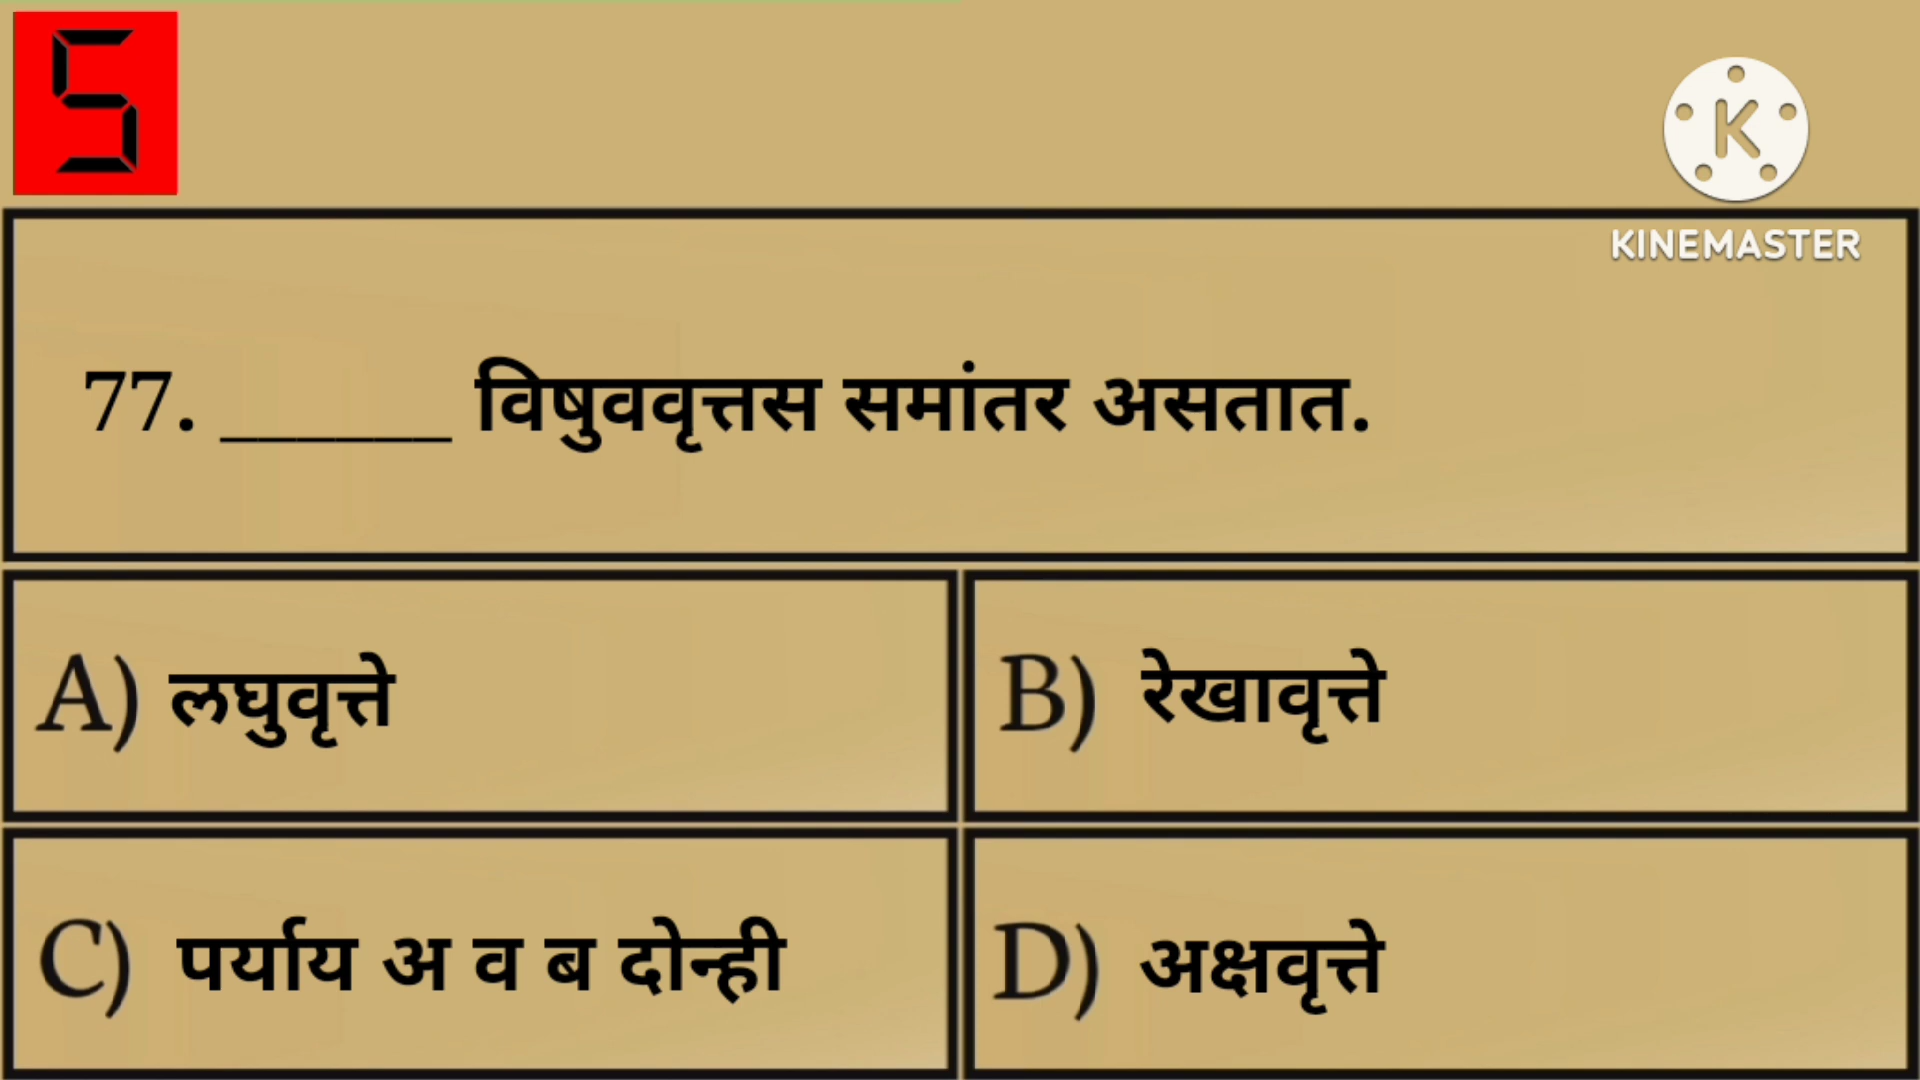 5
K
KINEMASTER
77. ______ विषुववृत्तस समांतर असतात.
A) लघुवृत्ते
B) रेखावृत्ते
C) पर्याय अ व ब दोन्ही
D) अक्षवृत्ते